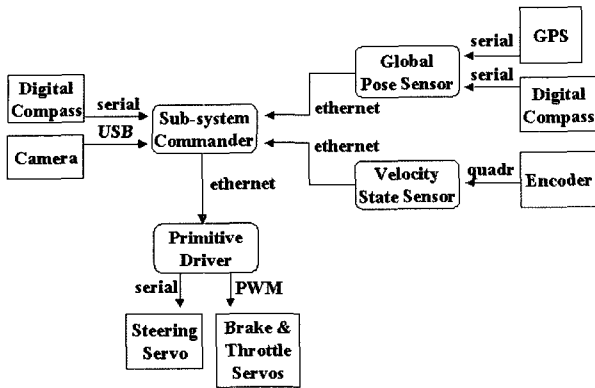 serial
GPS
Global
Pose Sensor
serial
Digital
Compass
Digital
Compass
serial
ethernet
Sub-system
Commander
USB
Camera
ethernet
ethernet
Velocity
State Sensor
quadr
Encoder
Primitive
Driver
serial
PWM
Steering
Servo
Brake &
Throttle
Servos